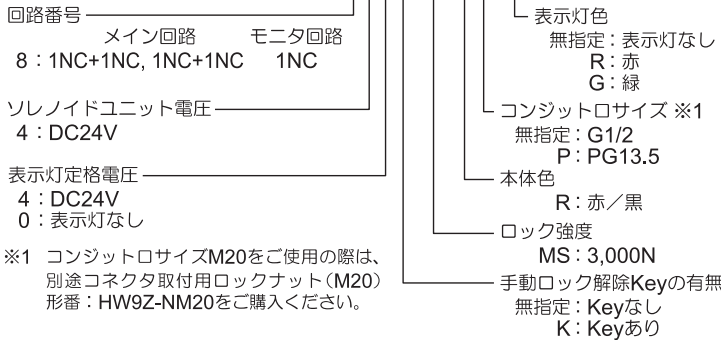 回路番号
メイン回路 モニタ回路
8：1NC+1NC, 1NC+1NC 1NC
ソレノイドユニット電圧
4：DC24V
表示灯定格電圧
4：DC24V
0：表示灯なし
※1 コンジット口サイズM20をご使用の際は、
別途コネクタ取付用ロックナット（M20）
形番：HW9Z-NM20をご購入ください。
表示灯色
無指定：表示灯なし
R：赤
G：緑
コンジット口サイズ ※1
無指定：G1/2
P：PG13.5
本体色
R：赤／黒
ロック強度
MS：3,000N
手動ロック解除Keyの有無
無指定：Keyなし
K：Keyあり